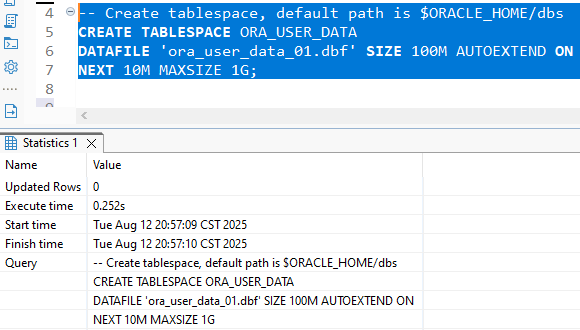 4 -- Create tablespace, default path is $ORACLE_HOME/dbs
5 CREATE TABLESPACE ORA_USER_DATA
6 DATAFILE 'ora_user_data_01.dbf' SIZE 100M AUTOEXTEND ON
7 NEXT 10M MAXSIZE 1G;
8
9
Statistics 1
Name Value
Updated Rows 0
Execute time 0.252s
Start time Tue Aug 12 20:57:09 CST 2025
Finish time Tue Aug 12 20:57:10 CST 2025
Query -- Create tablespace, default path is $ORACLE_HOME/dbs
CREATE TABLESPACE ORA_USER_DATA
DATAFILE 'ora_user_data_01.dbf' SIZE 100M AUTOEXTEND ON
NEXT 10M MAXSIZE 1G